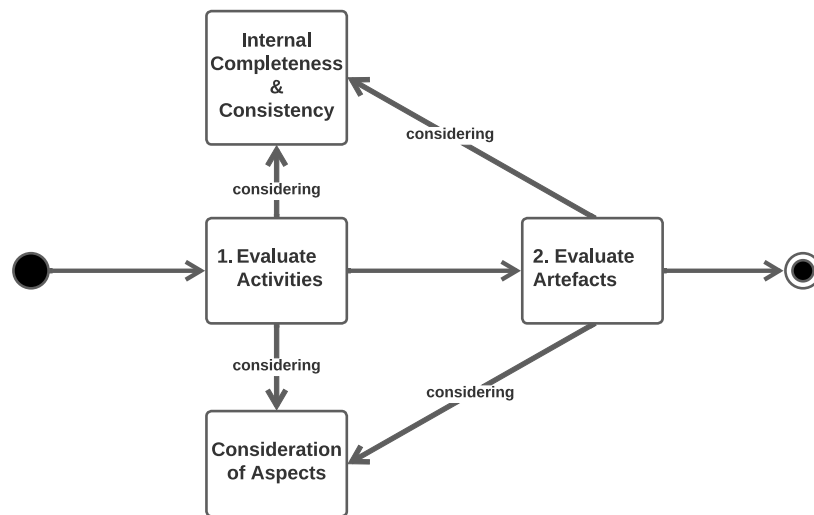 Internal
Completeness
&
Consistency
considering
considering
1. Evaluate
Activities
2. Evaluate
Artefacts
considering
considering
Consideration
of Aspects